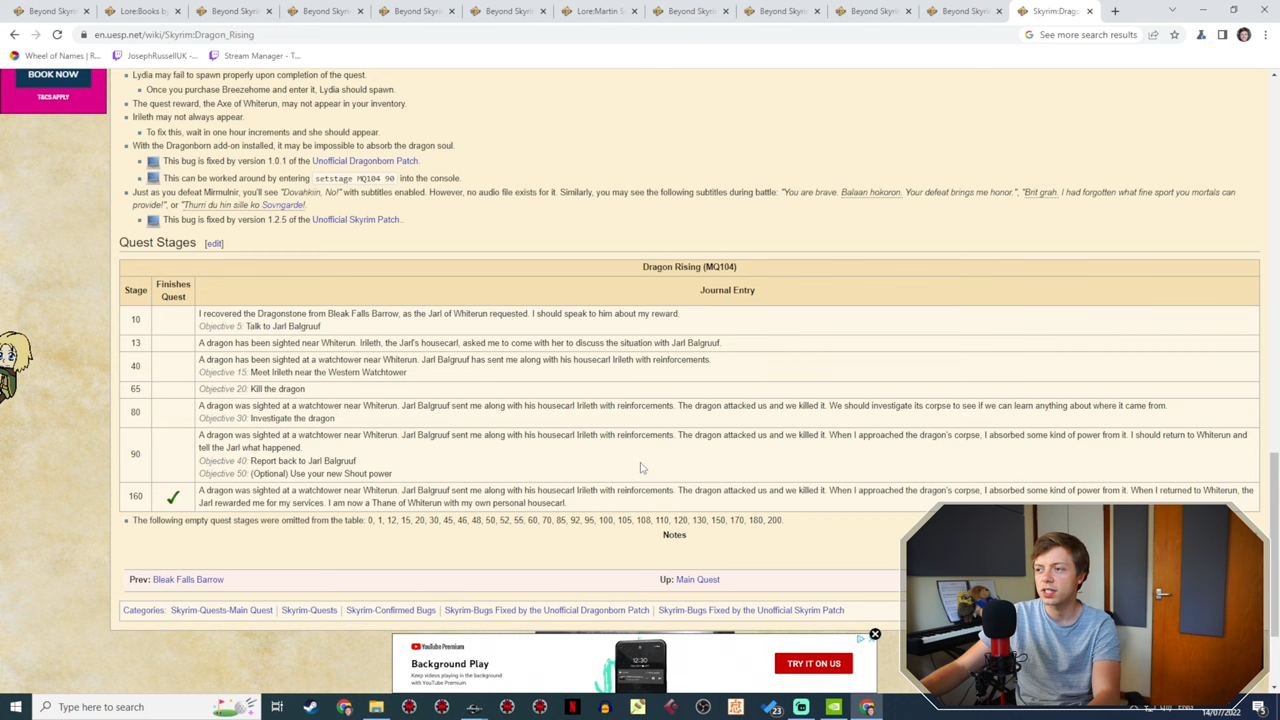 Beyond Sky
Lore:Books b
Beyond Sky
Beyond Sky
Beyond Sky
Beyond Sky
Lore:Martin S
Beyond Sky
Beyond Sky
Beyond Skyri
Beyond Skyri
Skyrim:Drag
en.uesp.net/wiki/Skyrim:Dragon_Rising
See more search results
Wheel of Names | R...
JosephRussellUK -...
Stream Manager - T...
BOOK NOW
T&CS APPLY
Lydia may fail to spawn properly upon completion of the quest.
Once you purchase Breezehome and enter it, Lydia should spawn.
The quest reward, the Axe of Whiterun, may not appear in your inventory.
Irileth may not always appear.
To fix this, wait in one hour increments and she should appear.
With the Dragonborn add-on installed, it may be impossible to absorb the dragon soul.
This bug is fixed by version 1.0.1 of the Unofficial Dragonborn Patch.
This can be worked around by entering setstage MQ104 90 into the console.
Just as you defeat Mirmulnir, you'll see "Dovahkiin, No!" with subtitles enabled. However, no audio file exists for it. Similarly, you may see the following subtitles during battle: "You are brave. Balaan hokoron. Your defeat brings me honor.", "Brit grah. I had forgotten what fine sport you mortals can
provide!", or "Thurri du hin sille ko Sovngarde!.
This bug is fixed by version 1.2.5 of the Unofficial Skyrim Patch..
Quest Stages [edit]
Dragon Rising (MQ104)
Stage Finishes Quest Journal Entry
10 I recovered the Dragonstone from Bleak Falls Barrow, as the Jarl of Whiterun requested. I should speak to him about my reward.
Objective 5: Talk to Jarl Balgruuf
13 A dragon has been sighted near Whiterun. Irileth, the Jarl's housecarl, asked me to come with her to discuss the situation with Jarl Balgruuf.
40 A dragon has been sighted at a watchtower near Whiterun. Jarl Balgruuf has sent me along with his housecarl Irileth with reinforcements.
Objective 15: Meet Irileth near the Western Watchtower
65 Objective 20: Kill the dragon
80 A dragon was sighted at a watchtower near Whiterun. Jarl Balgruuf sent me along with his housecarl Irileth with reinforcements. The dragon attacked us and we killed it. We should investigate its corpse to see if we can learn anything about where it came from.
Objective 30: Investigate the dragon
90 A dragon was sighted at a watchtower near Whiterun. Jarl Balgruuf sent me along with his housecarl Irileth with reinforcements. The dragon attacked us and we killed it. When I approached the dragon's corpse, I absorbed some kind of power from it. I should return to Whiterun and
tell the Jarl what happened.
Objective 40: Report back to Jarl Balgruuf
Objective 50: (Optional) Use your new Shout power
160 A dragon was sighted at a watchtower near Whiterun. Jarl Balgruuf sent me along with his housecarl Irileth with reinforcements. The dragon attacked us and we killed it. When I approached the dragon's corpse, I absorbed some kind of power from it. When I returned to Whiterun, the
Jarl rewarded me for my services. I am now a Thane of Whiterun with my own personal housecarl.
The following empty quest stages were omitted from the table: 0, 1, 12, 15, 20, 30, 45, 46, 48, 50, 52, 55, 60, 70, 85, 92, 95, 100, 105, 108, 110, 120, 130, 150, 170, 180, 200.
Notes
Prev: Bleak Falls Barrow
Up: Main Quest
Categories: Skyrim-Quests-Main Quest | Skyrim-Quests | Skyrim-Confirmed Bugs | Skyrim-Bugs Fixed by the Unofficial Dragonborn Patch | Skyrim-Bugs Fixed by the Unofficial Skyrim Patch
YouTube Premium
Background Play
Keep videos playing in the
background with
YouTube Premium
12:30
TRY IT ON US
Type here to search
23
ENG
14/07/2022